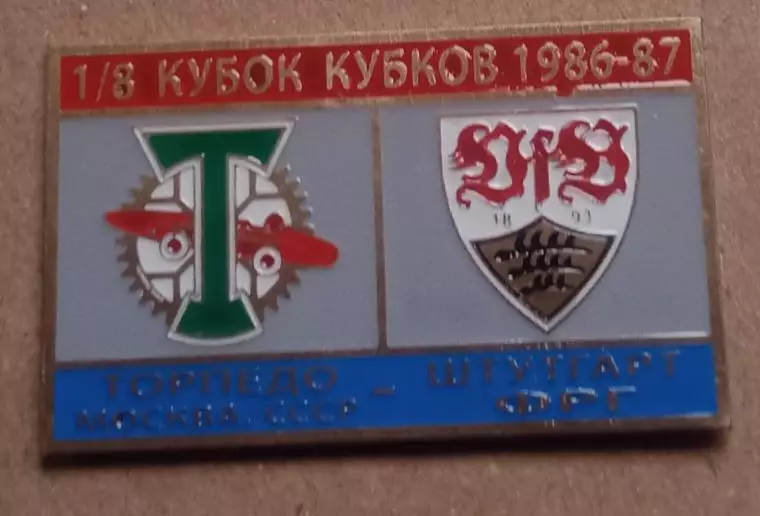 1/8 КУБОК КУБКОВ 1986-87
VfB
18 93
ТОРПЕДО - ШТУТГАРТ
МОСКВА. СССР ФРГ